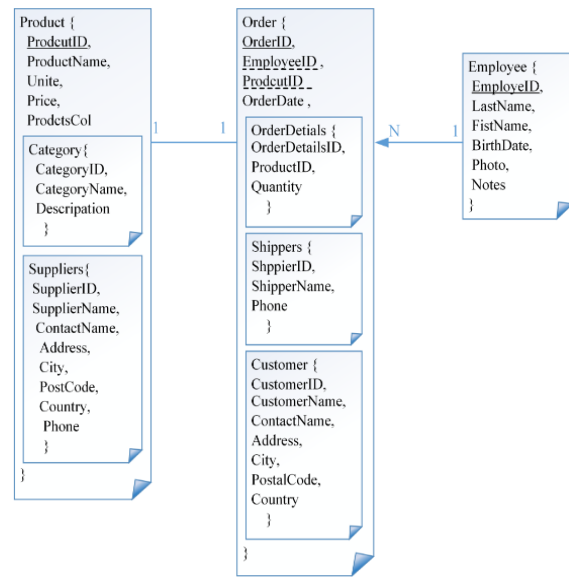 Product {
ProdcutID,
ProductName,
Unite,
Price,
ProdctsCol
Category{
CategoryID,
CategoryName,
Descripation
}
Suppliers{
SupplierID,
SupplierName,
ContactName,
Address,
City,
PostCode,
Country,
Phone
}
}
1
1
Order {
OrderID,
EmployeeID ,
ProdcutID
OrderDate ,
OrderDetials {
OrderDetailsID,
ProductID,
Quantity
}
Shippers {
ShppierID,
ShipperName,
Phone
}
Customer {
CustomerID,
CustomerName,
ContactName,
Address,
City,
PostalCode,
Country
}
}
N
1
Employee {
EmployeID,
LastName,
FistName,
BirthDate,
Photo,
Notes
}